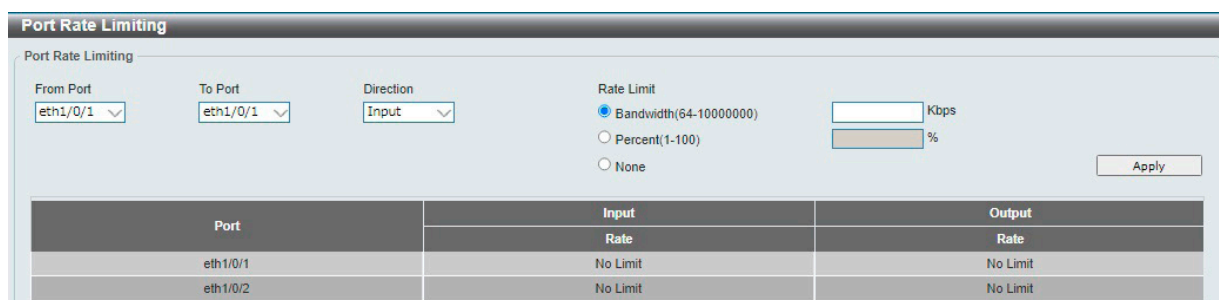 Port Rate Limiting
Port Rate Limiting
From Port To Port Direction Rate Limit
eth1/0/1 eth1/0/1 Input Bandwidth(64-10000000) Kbps
Percent(1-100) %
None Apply
Port Input Output
Rate Rate
eth1/0/1 No Limit No Limit
eth1/0/2 No Limit No Limit